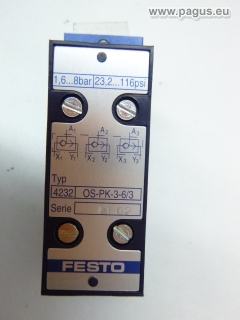 © www.pagus.eu
1,6...8bar 23,2...116psi
A1 A2 A3
X1 Y1 X2 Y2 X3 Y3
Typ
4232 OS-PK-3-6/3
Serie
FESTO